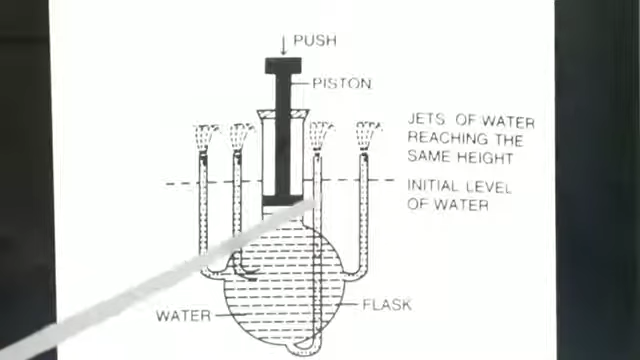 PUSH
PISTON
JETS OF WATER
REACHING THE
SAME HEIGHT
INITIAL LEVEL
OF WATER
FLASK
WATER